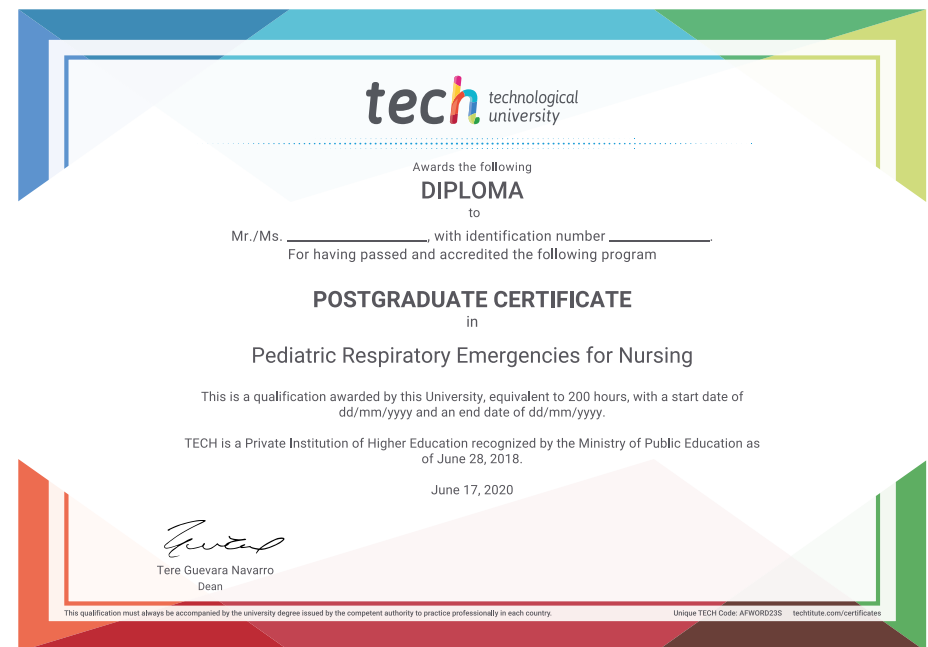 tech technological
university
Awards the following
DIPLOMA
to
Mr./Ms. ____________, with identification number ____________.
For having passed and accredited the following program
POSTGRADUATE CERTIFICATE
in
Pediatric Respiratory Emergencies for Nursing
This is a qualification awarded by this University, equivalent to 200 hours, with a start date of
dd/mm/yyyy and an end date of dd/mm/yyyy.
TECH is a Private Institution of Higher Education recognized by the Ministry of Public Education as
of June 28, 2018.
June 17, 2020
Tere Guevara Navarro
Dean
This qualification must always be accompanied by the university degree issued by the competent authority to practice professionally in each country. Unique TECH Code: AFWORD23S techtitute.com/certificates